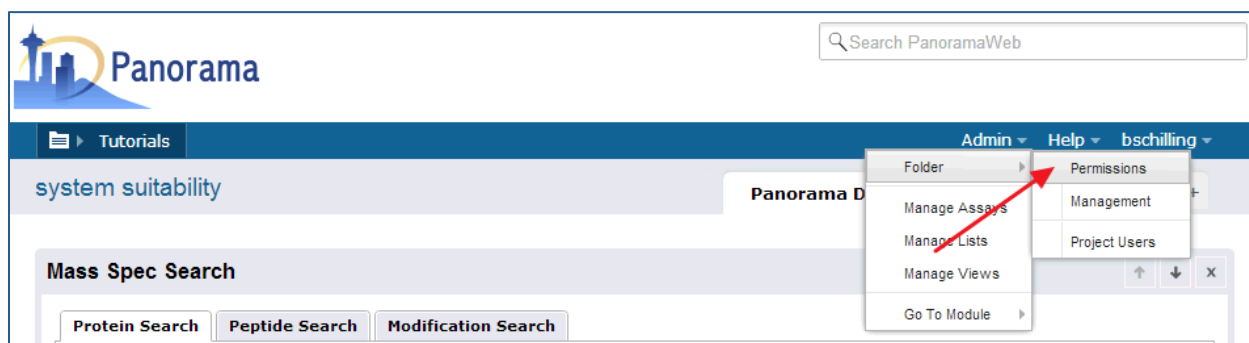 Panorama
Search PanoramaWeb
Tutorials
Admin Help bschilling
system suitability
Panorama D
+
Folder
Manage Assays
Manage Lists
Manage Views
Go To Module
Permissions
Management
Project Users
Mass Spec Search
x
Protein Search Peptide Search Modification Search